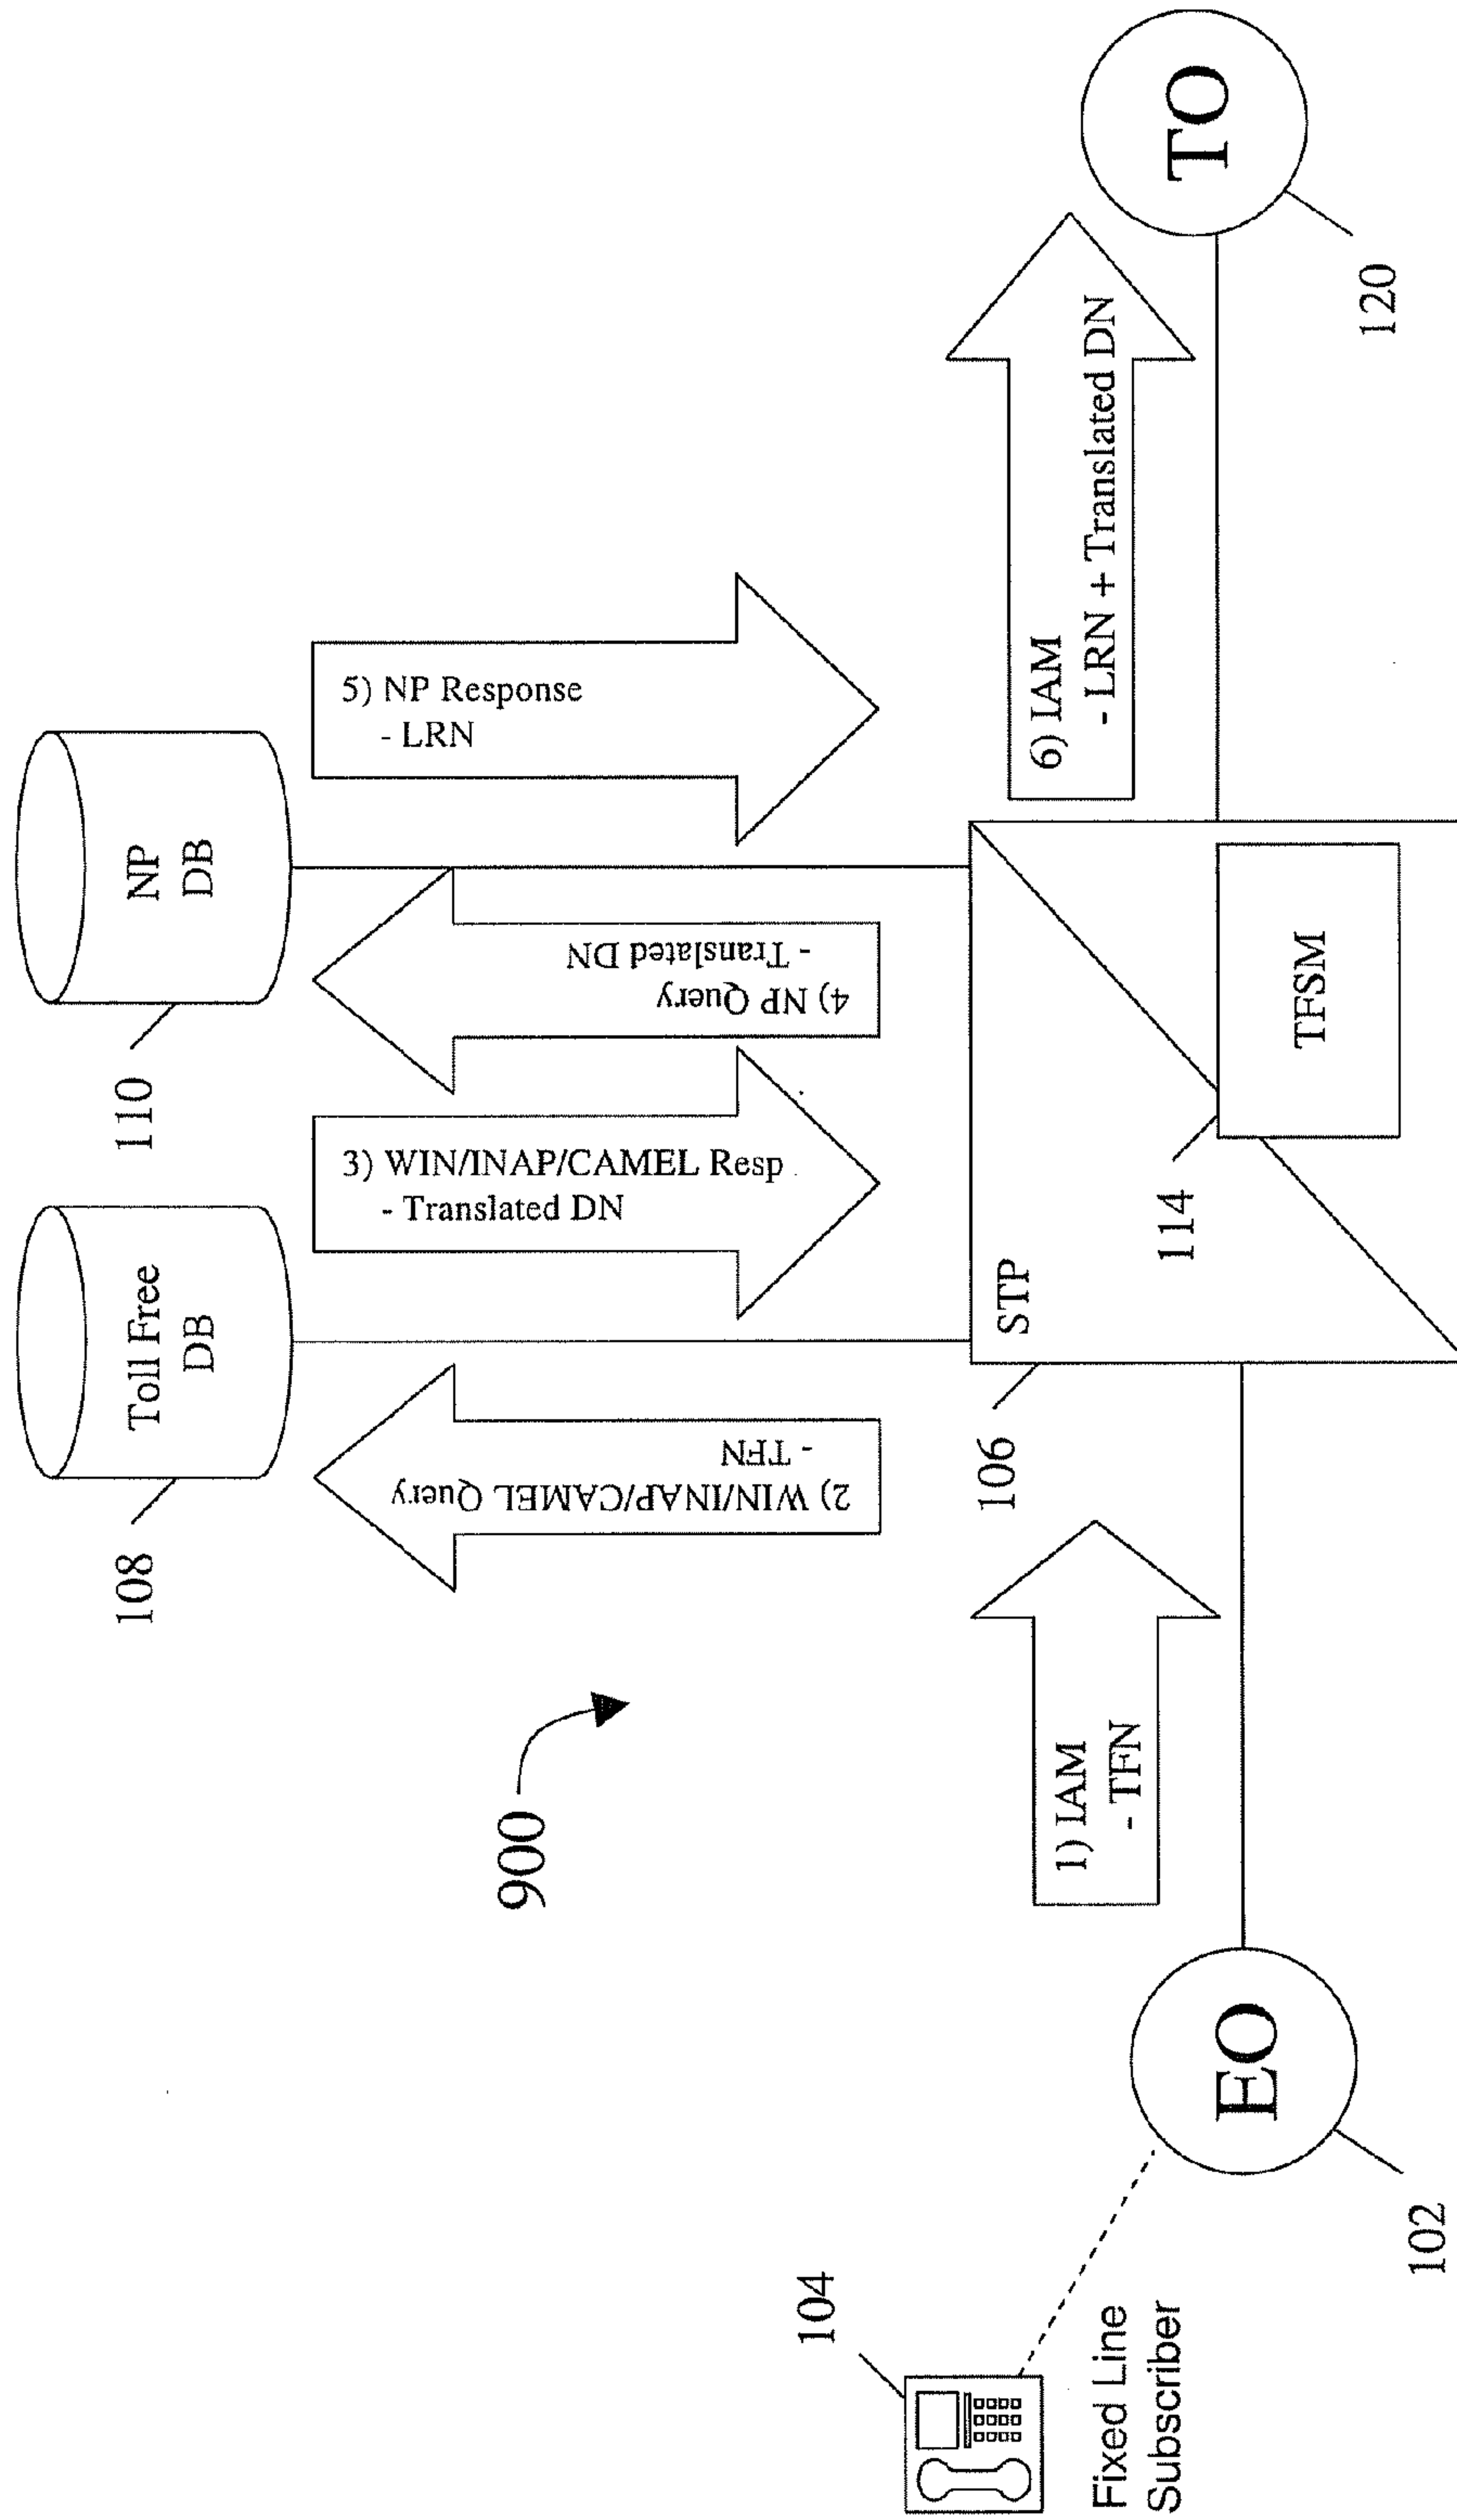 Toll Free
DB
108
NP
DB
110
2) WIN/INAP/CAMEL Query
- TFN
3) WIN/INAP/CAMEL Resp
- Translated DN
4) NP Query
- Translated DN
5) NP Response
- LRN
900
104
Fixed Line
Subscriber
EO
102
1) IAM
- TFN
106
STP
114
TFSM
6) IAM
- LRN + Translated DN
TO
120